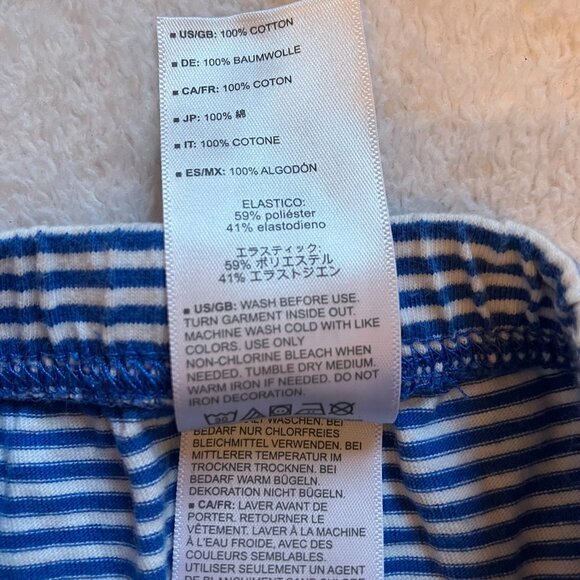 ▪ US/GB: 100% COTTON
▪ DE: 100% BAUMWOLLE
▪ CA/FR: 100% COTON
▪ JP: 100% 綿
▪ IT: 100% COTONE
▪ ES/MX: 100% ALGODÓN
ELASTICO:
59% poliéster
41% elastodieno
エラスティック:
59% ポリエステル
41% エラストジエン
▪ US/GB: WASH BEFORE USE.
TURN GARMENT INSIDE OUT.
MACHINE WASH COLD WITH LIKE
COLORS. USE ONLY
NON-CHLORINE BLEACH WHEN
NEEDED. TUMBLE DRY MEDIUM.
WARM IRON IF NEEDED. DO NOT
IRON DECORATION.
WASCHEN. BEI
BEDARF NUR CHLORFREIES
BLEICHMITTEL VERWENDEN, BEI
MITTLERER TEMPERATUR IM
TROCKNER TROCKNEN. BEI
BEDARF WARM BÜGELN.
DEKORATION NICHT BÜGELN.
▪ CA/FR: LAVER AVANT DE
PORTER. RETOURNER LE
VÊTEMENT. LAVER À LA MACHINE
À L'EAU FROIDE, AVEC DES
COULEURS SEMBLABLES.
UTILISER SEULEMENT UN AGENT